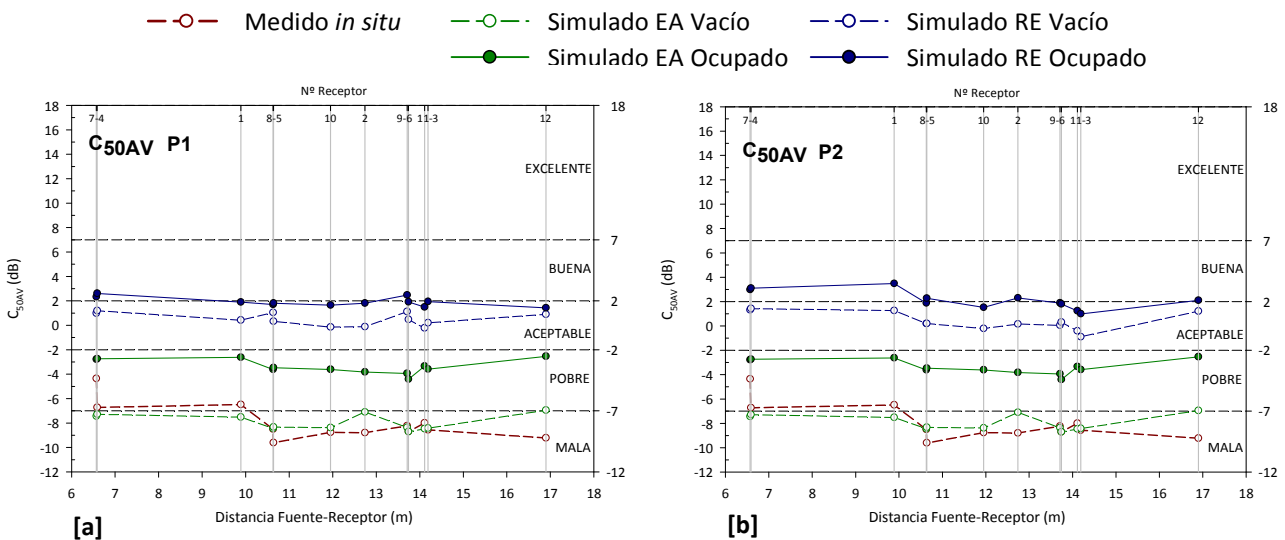 Medido in situ
Simulado EA Vacío
Simulado RE Vacío
Simulado EA Ocupado
Simulado RE Ocupado
Nº Receptor
7-4 1 8-5 10 2 9-6 11-3 12
C50AV P1
EXCELENTE
BUENA
ACEPTABLE
POBRE
MALA
18
16
14
12
10
8
6
4
2
0
-2
-4
-6
-8
-10
-12
18
7
2
-2
-7
-12
C50AV (dB)
6 7 8 9 10 11 12 13 14 15 16 17 18
Distancia Fuente-Receptor (m)
[a]
Nº Receptor
7-4 1 8-5 10 2 9-6 11-3 12
C50AV P2
EXCELENTE
BUENA
ACEPTABLE
POBRE
MALA
18
16
14
12
10
8
6
4
2
0
-2
-4
-6
-8
-10
-12
18
7
2
-2
-7
-12
C50AV (dB)
6 7 8 9 10 11 12 13 14 15 16 17 18
Distancia Fuente-Receptor (m)
[b]